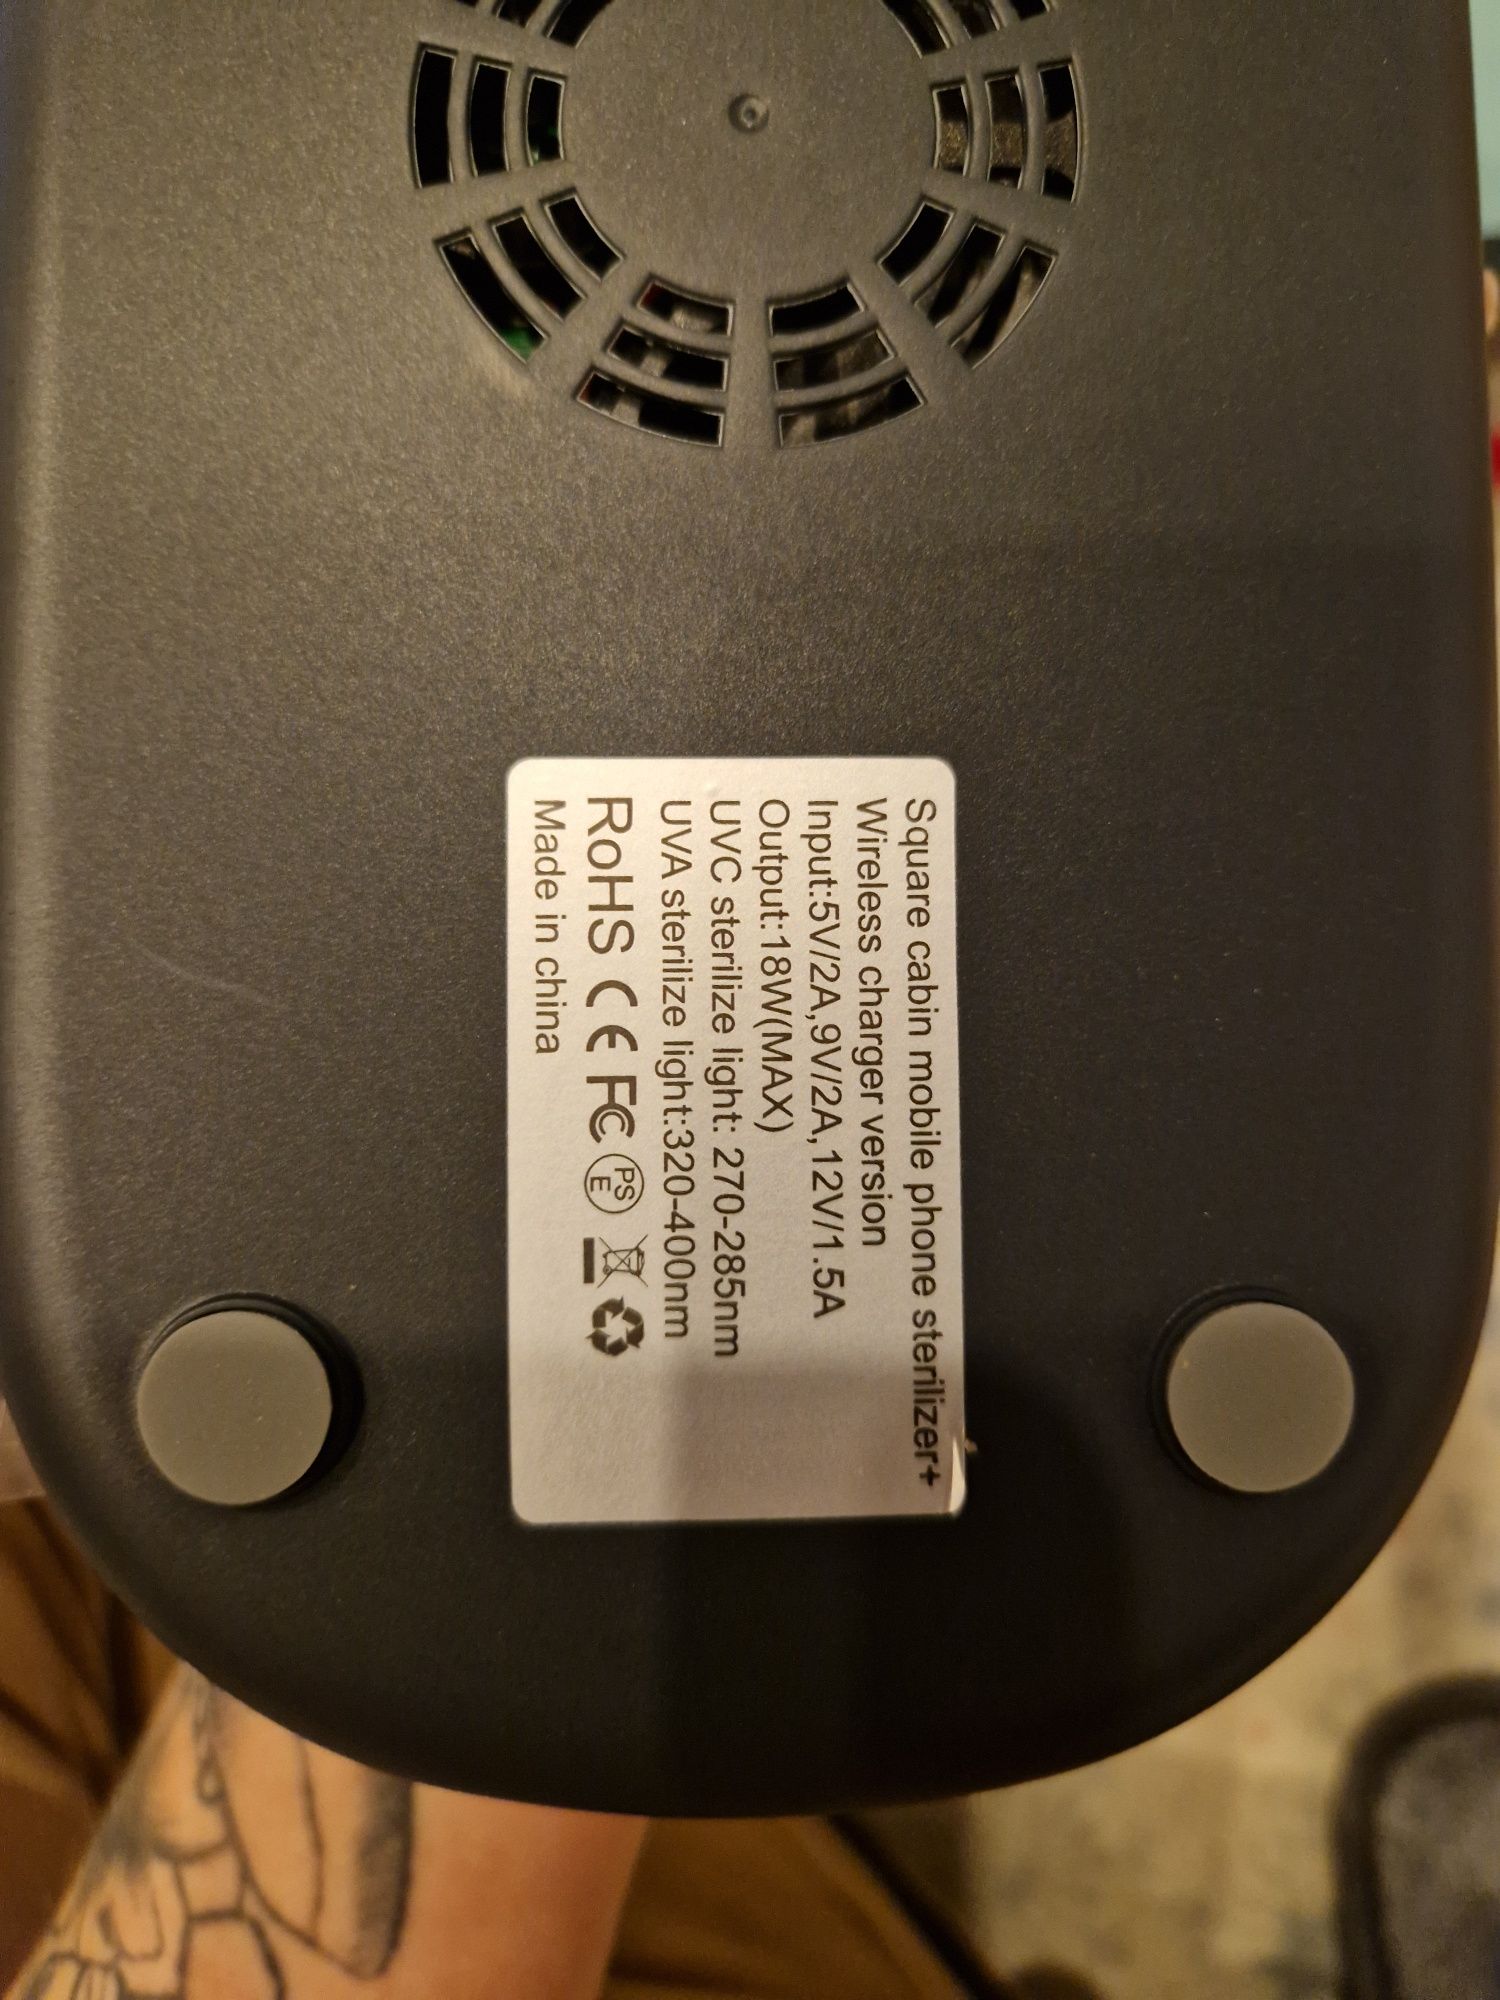 Square cabin mobile phone sterilizer+
Wireless charger version
Input:5V/2A,9V/2A,12V/1.5A
Output:18W(MAX)
UVC sterilize light: 270-285nm
UVA sterilize light:320-400nm
RoHS CE FC PSE
Made in china